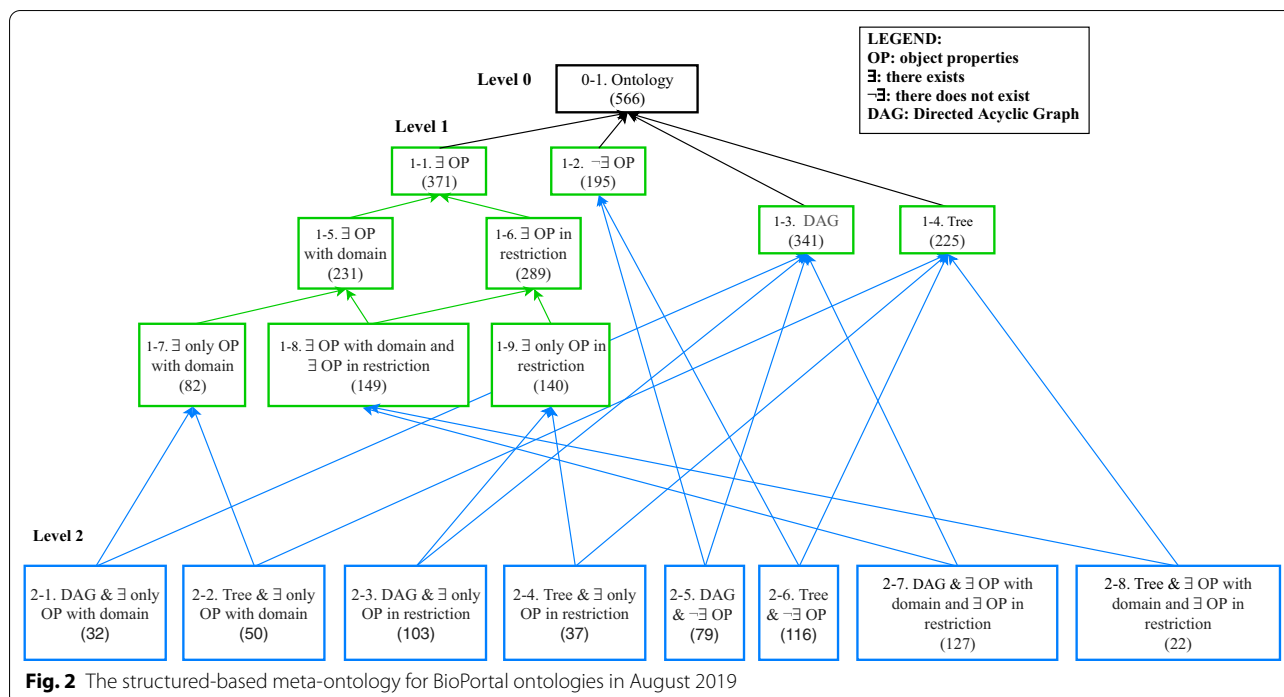 LEGEND:
OP: object properties
∃: there exists
¬∃: there does not exist
DAG: Directed Acyclic Graph
Level 0
0-1. Ontology
(566)
Level 1
1-1. ∃ OP
(371)
1-2. ¬∃ OP
(195)
1-3. DAG
(341)
1-4. Tree
(225)
1-5. ∃ OP
with domain
(231)
1-6. ∃ OP in
restriction
(289)
1-7. ∃ only OP
with domain
(82)
1-8. ∃ OP with domain and
∃ OP in restriction
(149)
1-9. ∃ only OP in
restriction
(140)
Level 2
2-1. DAG & ∃ only
OP with domain
(32)
2-2. Tree & ∃ only
OP with domain
(50)
2-3. DAG & ∃ only
OP in restriction
(103)
2-4. Tree & ∃ only
OP in restriction
(37)
2-5. DAG
& ¬∃ OP
(79)
2-6. Tree
& ¬∃ OP
(116)
2-7. DAG & ∃ OP with
domain and ∃ OP in
restriction
(127)
2-8. Tree & ∃ OP with
domain and ∃ OP in
restriction
(22)
Fig. 2 The structured-based meta-ontology for BioPortal ontologies in August 2019